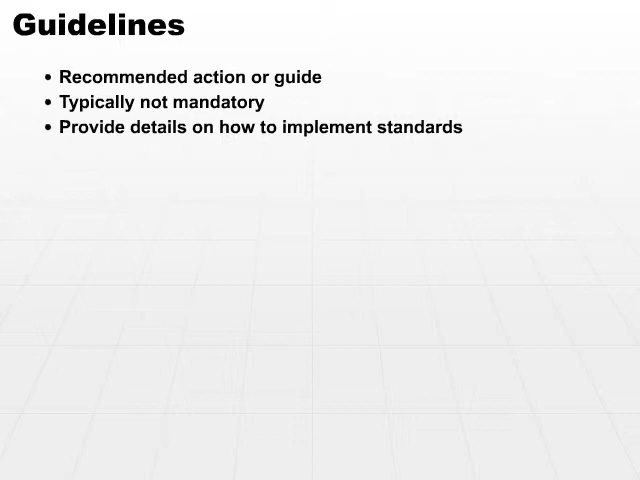 Guidelines
• Recommended action or guide
• Typically not mandatory
• Provide details on how to implement standards